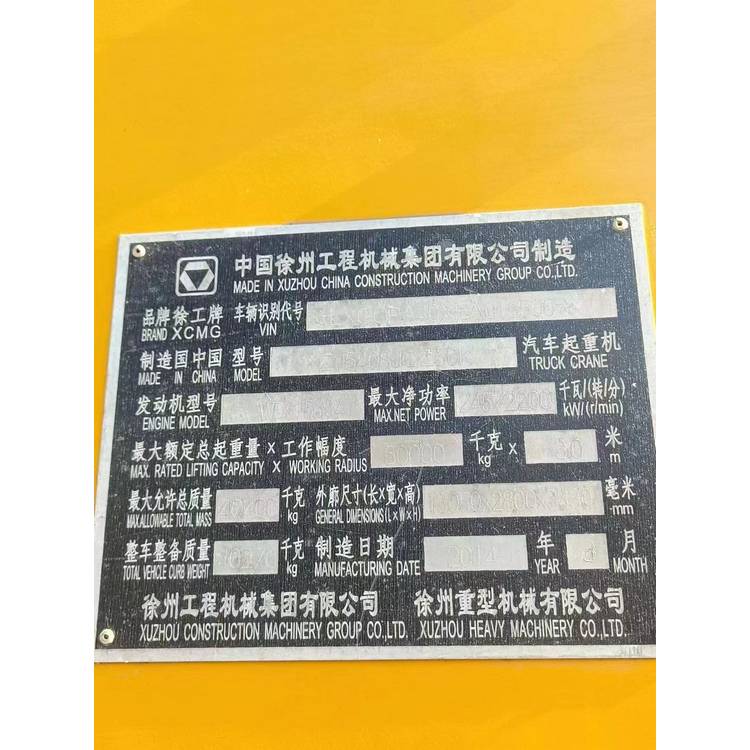 中国徐州工程机械集团有限公司制造
MADE IN XUZHOU CHINA CONSTRUCTION MACHINERY GROUP CO.,LTD.
品牌徐工牌 车辆识别代号
BRAND XCMG VIN
制造国中国 型号 汽车起重机
MADE IN CHINA MODEL TRUCK CRANE
发动机型号 最大净功率 千瓦/(转/分)
ENGINE MODEL MAX.NET POWER kW/(r/min)
最大额定总起重量 × 工作幅度 50000 千克 × 米
MAX. RATED LIFTING CAPACITY × WORKING RADIUS kg m
最大允许总质量 千克 外廓尺寸(长×宽×高) 毫米
MAX.ALLOWABLE TOTAL MASS kg GENERAL DIMENSIONS(L×W×H) mm
整车整备质量 千克 制造日期 2014 年 月
TOTAL VEHICLE CURB WEIGHT kg MANUFACTURING DATE YEAR MONTH
徐州工程机械集团有限公司 徐州重型机械有限公司
XUZHOU CONSTRUCTION MACHINERY GROUP CO.,LTD. XUZHOU HEAVY MACHINERY CO.,LTD.